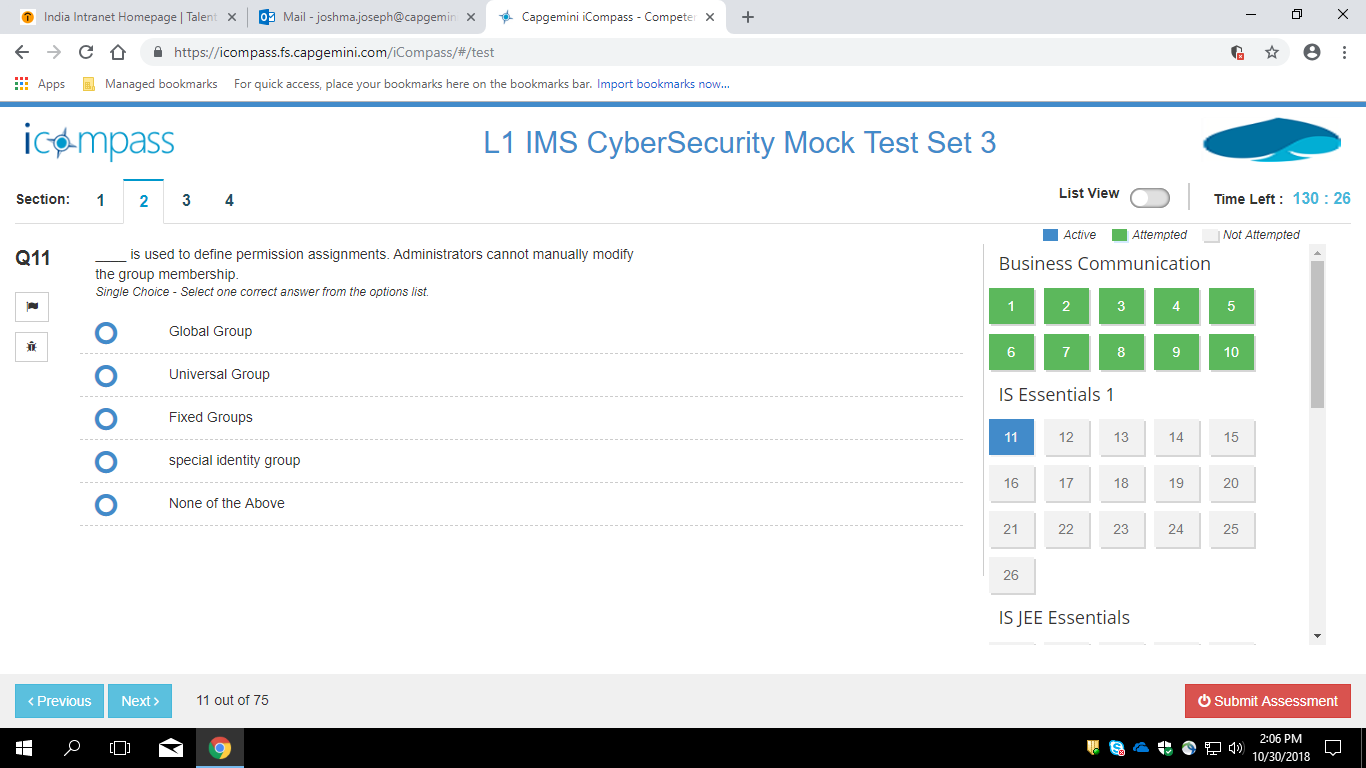 India Intranet Homepage | Talent
Mail - joshma.joseph@capgemin
Capgemini iCompass - Competen
https://icompass.fs.capgemini.com/iCompass/#/test
Apps
Managed bookmarks
For quick access, place your bookmarks here on the bookmarks bar. Import bookmarks now...
icompass
L1 IMS CyberSecurity Mock Test Set 3
Section: 1 2 3 4
List View
Time Left : 130 : 26
Active Attempted Not Attempted
Q11
____ is used to define permission assignments. Administrators cannot manually modify
the group membership.
Single Choice - Select one correct answer from the options list.
Global Group
Universal Group
Fixed Groups
special identity group
None of the Above
Business Communication
1 2 3 4 5
6 7 8 9 10
IS Essentials 1
11 12 13 14 15
16 17 18 19 20
21 22 23 24 25
26
IS JEE Essentials
‹ Previous
Next ›
11 out of 75
Submit Assessment
2:06 PM
10/30/2018